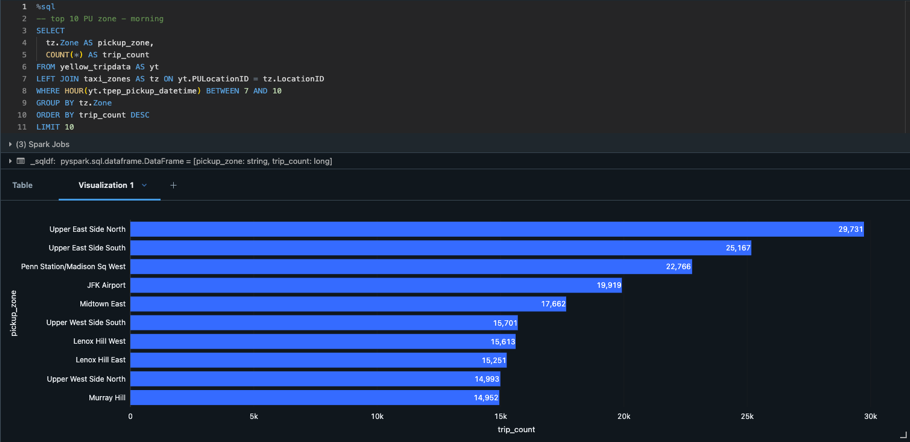 1 %sql
2 -- top 10 PU zone - morning
3 SELECT
4 tz.Zone AS pickup_zone,
5 COUNT(*) AS trip_count
6 FROM yellow_tripdata AS yt
7 LEFT JOIN taxi_zones AS tz ON yt.PULocationID = tz.LocationID
8 WHERE HOUR(yt.tpep_pickup_datetime) BETWEEN 7 AND 10
9 GROUP BY tz.Zone
10 ORDER BY trip_count DESC
11 LIMIT 10
(3) Spark Jobs
_sqldf: pyspark.sql.dataframe.DataFrame = [pickup_zone: string, trip_count: long]
Table Visualization 1 +
pickup_zone
Upper East Side North 29,731
Upper East Side South 25,167
Penn Station/Madison Sq West 22,766
JFK Airport 19,919
Midtown East 17,662
Upper West Side South 15,701
Lenox Hill West 15,613
Lenox Hill East 15,251
Upper West Side North 14,993
Murray Hill 14,952
0 5k 10k 15k 20k 25k 30k
trip_count